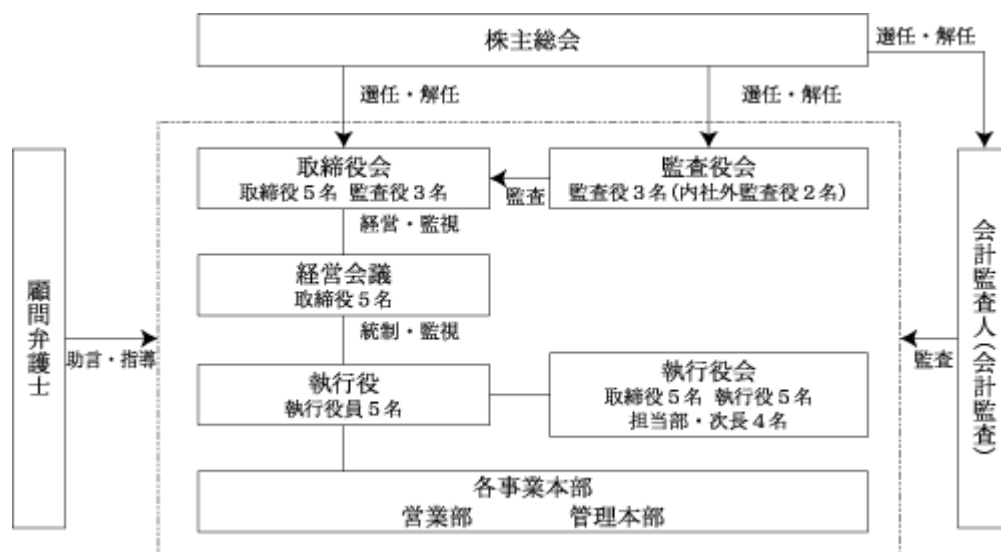 株主総会
選任・解任
選任・解任
選任・解任
取締役会
取締役5名 監査役3名
監査
監査役会
監査役3名(内社外監査役2名)
経営・監視
経営会議
取締役5名
統制・監視
執行役
執行役員5名
執行役会
取締役5名 執行役5名
担当部・次長4名
各事業本部
営業部 管理本部
顧問弁護士
助言・指導
監査
会計監査人(会計監査)